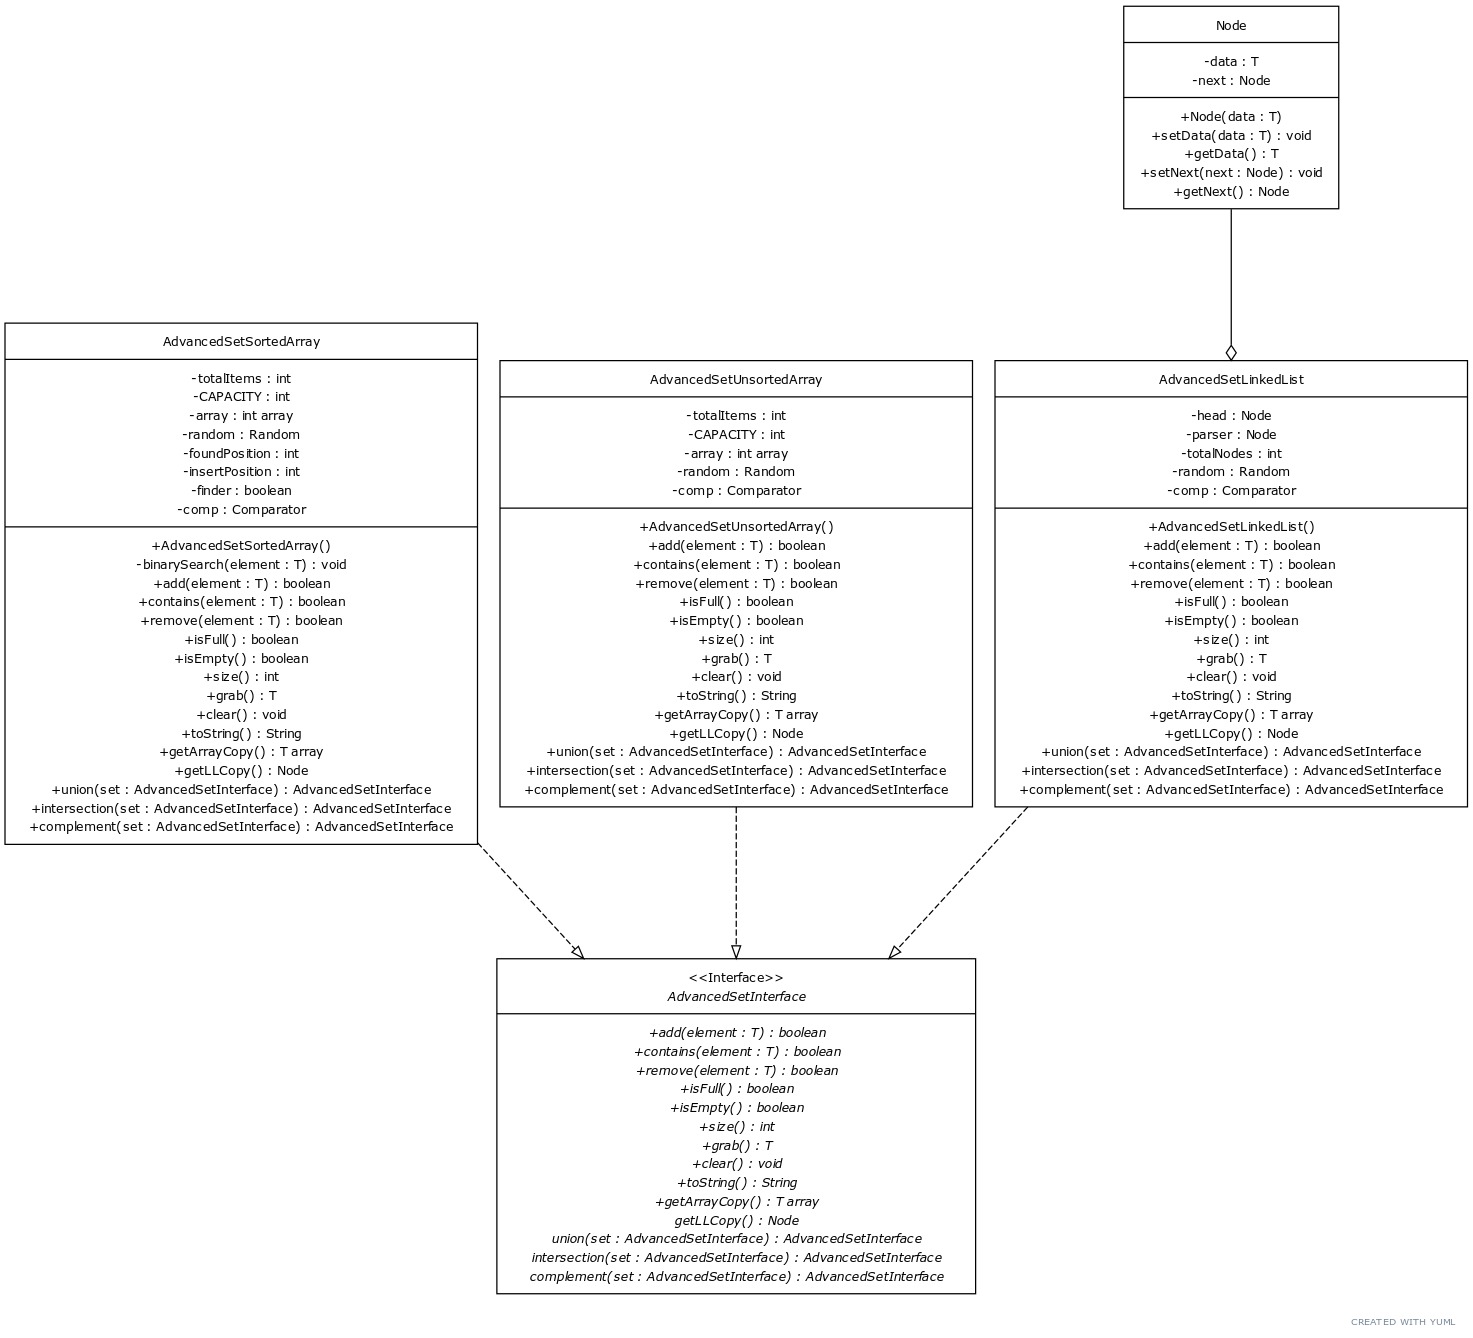 Node
-data : T
-next : Node
+Node(data : T)
+setData(data : T) : void
+getData() : T
+setNext(next : Node) : void
+getNext() : Node
AdvancedSetSortedArray
-totalItems : int
-CAPACITY : int
-array : int array
-random : Random
-foundPosition : int
-insertPosition : int
-finder : boolean
-comp : Comparator
+AdvancedSetSortedArray()
-binarySearch(element : T) : void
+add(element : T) : boolean
+contains(element : T) : boolean
+remove(element : T) : boolean
+isFull() : boolean
+isEmpty() : boolean
+size() : int
+grab() : T
+clear() : void
+toString() : String
+getArrayCopy() : T array
+getLLCopy() : Node
+union(set : AdvancedSetInterface) : AdvancedSetInterface
+intersection(set : AdvancedSetInterface) : AdvancedSetInterface
+complement(set : AdvancedSetInterface) : AdvancedSetInterface
AdvancedSetUnsortedArray
-totalItems : int
-CAPACITY : int
-array : int array
-random : Random
-comp : Comparator
+AdvancedSetUnsortedArray()
+add(element : T) : boolean
+contains(element : T) : boolean
+remove(element : T) : boolean
+isFull() : boolean
+isEmpty() : boolean
+size() : int
+grab() : T
+clear() : void
+toString() : String
+getArrayCopy() : T array
+getLLCopy() : Node
+union(set : AdvancedSetInterface) : AdvancedSetInterface
+intersection(set : AdvancedSetInterface) : AdvancedSetInterface
+complement(set : AdvancedSetInterface) : AdvancedSetInterface
AdvancedSetLinkedList
-head : Node
-parser : Node
-totalNodes : int
-random : Random
-comp : Comparator
+AdvancedSetLinkedList()
+add(element : T) : boolean
+contains(element : T) : boolean
+remove(element : T) : boolean
+isFull() : boolean
+isEmpty() : boolean
+size() : int
+grab() : T
+clear() : void
+toString() : String
+getArrayCopy() : T array
+getLLCopy() : Node
+union(set : AdvancedSetInterface) : AdvancedSetInterface
+intersection(set : AdvancedSetInterface) : AdvancedSetInterface
+complement(set : AdvancedSetInterface) : AdvancedSetInterface
<<Interface>>
AdvancedSetInterface
+add(element : T) : boolean
+contains(element : T) : boolean
+remove(element : T) : boolean
+isFull() : boolean
+isEmpty() : boolean
+size() : int
+grab() : T
+clear() : void
+toString() : String
+getArrayCopy() : T array
getLLCopy() : Node
union(set : AdvancedSetInterface) : AdvancedSetInterface
intersection(set : AdvancedSetInterface) : AdvancedSetInterface
complement(set : AdvancedSetInterface) : AdvancedSetInterface
CREATED WITH YUML